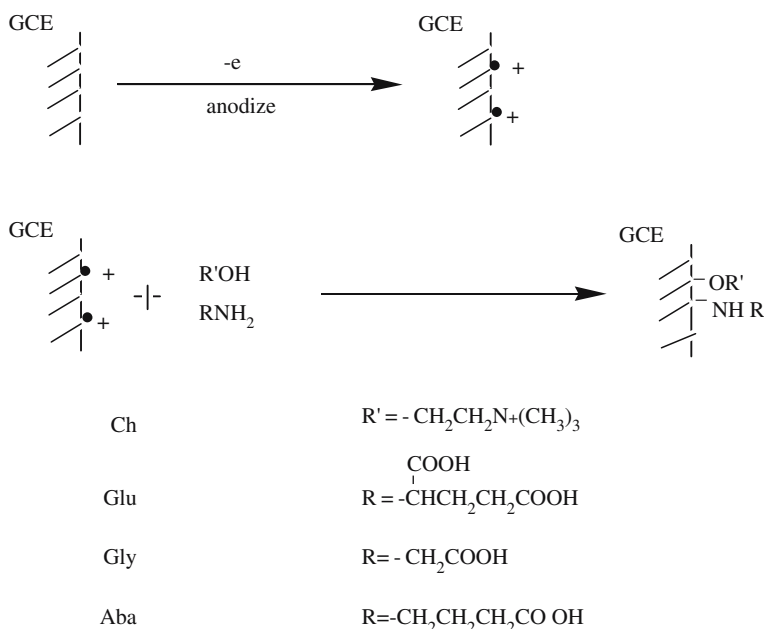 GCE
GCE
-e
+
anodize
+
GCE
GCE
+
R'OH
OR'
+
-|-
RNH2
NH R
Ch R' = - CH2CH2N+(CH3)3
COOH
Glu R = -CHCH2CH2COOH
Gly R= - CH2COOH
Aba R=-CH2CH2CH2CO OH